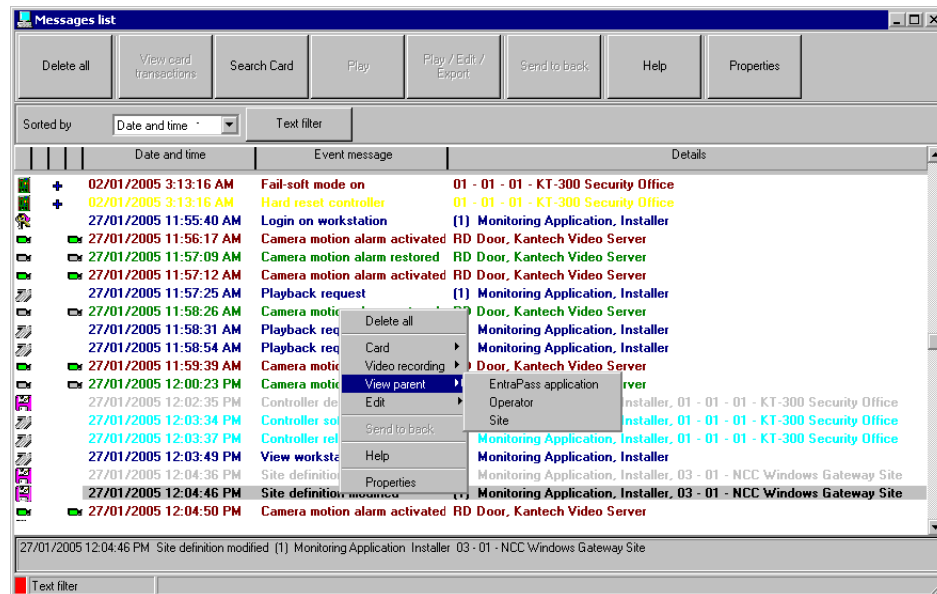 Messages list
Delete all
View card transactions
Search Card
Play
Play / Edit / Export
Send to back
Help
Properties
Sorted by
Date and time
Text filter
Date and time Event message Details
02/01/2005 3:13:16 AM Fail-soft mode on 01 - 01 - 01 - KT-300 Security Office
02/01/2005 3:13:16 AM Hard reset controller 01 - 01 - 01 - KT-300 Security Office
27/01/2005 11:55:40 AM Login on workstation (1) Monitoring Application, Installer
27/01/2005 11:56:17 AM Camera motion alarm activated RD Door, Kantech Video Server
27/01/2005 11:57:09 AM Camera motion alarm restored RD Door, Kantech Video Server
27/01/2005 11:57:12 AM Camera motion alarm activated RD Door, Kantech Video Server
27/01/2005 11:57:25 AM Playback request (1) Monitoring Application, Installer
27/01/2005 11:58:26 AM Camera Door, Kantech Video Server
27/01/2005 11:58:31 AM Playback Monitoring Application, Installer
27/01/2005 11:58:54 AM Playback Monitoring Application, Installer
27/01/2005 11:59:39 AM Camera Door, Kantech Video Server
27/01/2005 12:00:23 PM Camera
27/01/2005 12:02:35 PM Controller Installer, 01 - 01 - 01 - KT-300 Security Office
27/01/2005 12:03:34 PM Controller Installer, 01 - 01 - 01 - KT-300 Security Office
27/01/2005 12:03:37 PM Controller Monitoring Application, Installer, 01 - 01 - 01 - KT-300 Security Office
27/01/2005 12:03:49 PM View Monitoring Application, Installer
27/01/2005 12:04:36 PM Site Monitoring Application, Installer, 03 - 01 - NCC Windows Gateway Site
27/01/2005 12:04:46 PM Site definition modified (1) Monitoring Application, Installer, 03 - 01 - NCC Windows Gateway Site
27/01/2005 12:04:50 PM Camera motion alarm activated RD Door, Kantech Video Server
Delete all
Card
Video recording
View parent
Edit
Send to back
Help
Properties
EntraPass application
Operator
Site
27/01/2005 12:04:46 PM Site definition modified (1) Monitoring Application Installer 03 - 01 - NCC Windows Gateway Site
Text filter